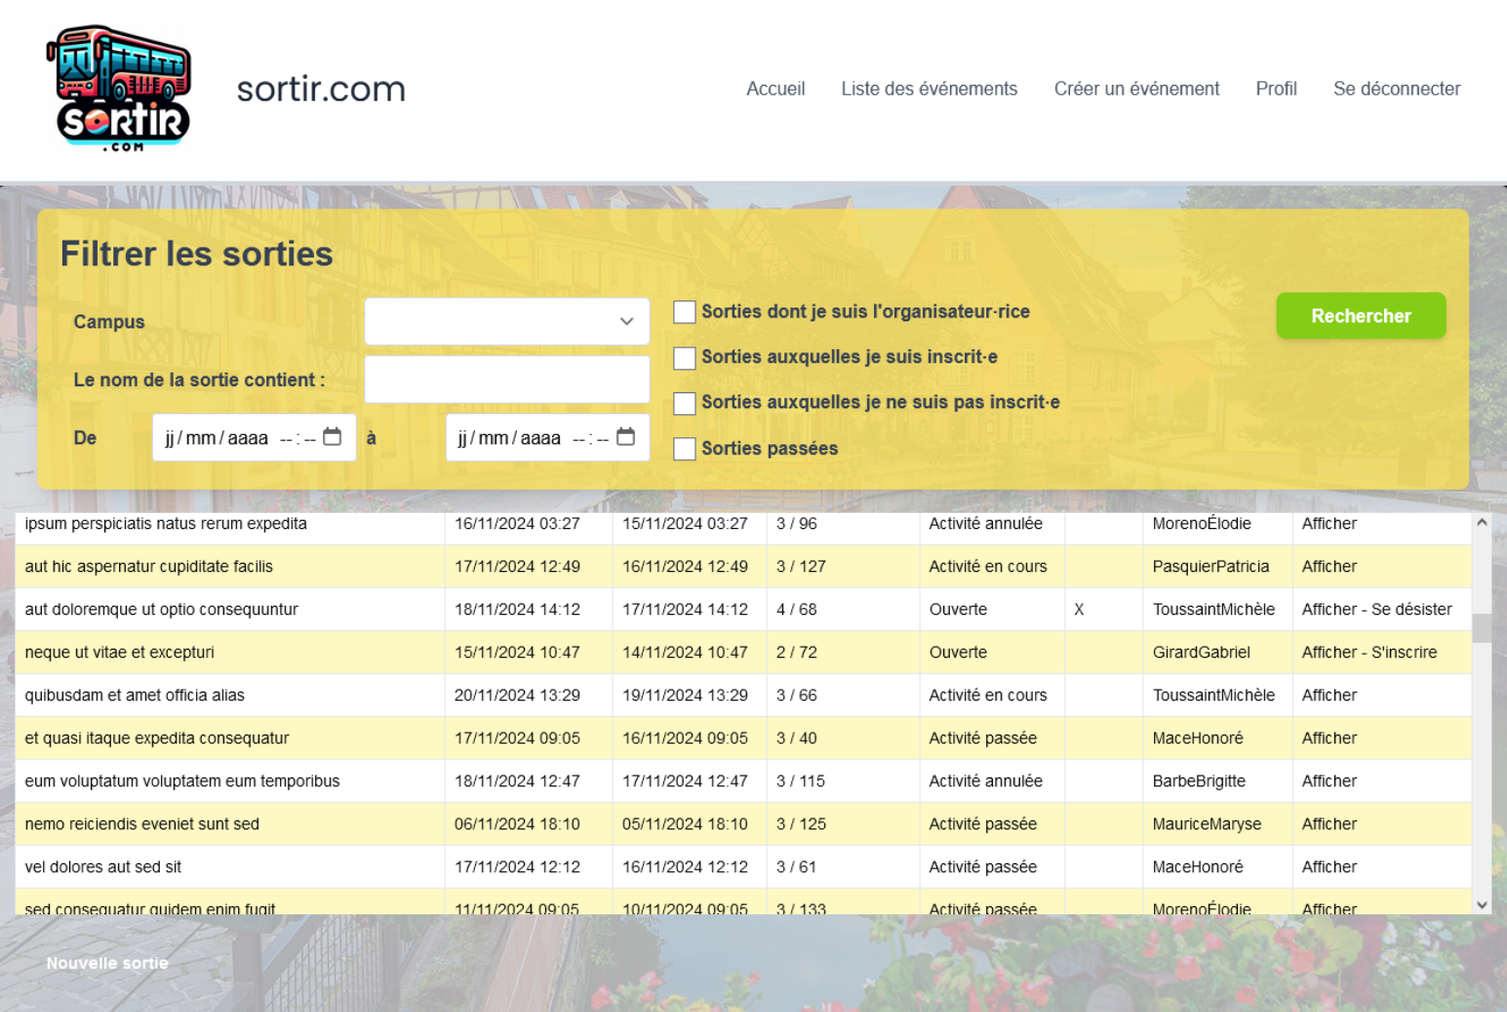 SORTIR
.COM
sortir.com
Accueil Liste des événements Créer un événement Profil Se déconnecter
Filtrer les sorties
Campus
Le nom de la sortie contient :
De jj/mm/aaaa --:-- à jj/mm/aaaa --:--
Sorties dont je suis l'organisateur·rice
Sorties auxquelles je suis inscrit·e
Sorties auxquelles je ne suis pas inscrit·e
Sorties passées
Rechercher
ipsum perspiciatis natus rerum expedita 16/11/2024 03:27 15/11/2024 03:27 3 / 96 Activité annulée MorenoÉlodie Afficher
aut hic aspernatur cupiditate facilis 17/11/2024 12:49 16/11/2024 12:49 3 / 127 Activité en cours PasquierPatricia Afficher
aut doloremque ut optio consequuntur 18/11/2024 14:12 17/11/2024 14:12 4 / 68 Ouverte X ToussaintMichèle Afficher - Se désister
neque ut vitae et excepturi 15/11/2024 10:47 14/11/2024 10:47 2 / 72 Ouverte GirardGabriel Afficher - S'inscrire
quibusdam et amet officia alias 20/11/2024 13:29 19/11/2024 13:29 3 / 66 Activité en cours ToussaintMichèle Afficher
et quasi itaque expedita consequatur 17/11/2024 09:05 16/11/2024 09:05 3 / 40 Activité passée MaceHonoré Afficher
eum voluptatum voluptatem eum temporibus 18/11/2024 12:47 17/11/2024 12:47 3 / 115 Activité annulée BarbeBrigitte Afficher
nemo reiciendis eveniet sunt sed 06/11/2024 18:10 05/11/2024 18:10 3 / 125 Activité passée MauriceMaryse Afficher
vel dolores aut sed sit 17/11/2024 12:12 16/11/2024 12:12 3 / 61 Activité passée MaceHonoré Afficher
sed consequatur quidem enim fugit 11/11/2024 09:05 10/11/2024 09:05 3 / 133 Activité passée MorenoÉlodie Afficher
Nouvelle sortie